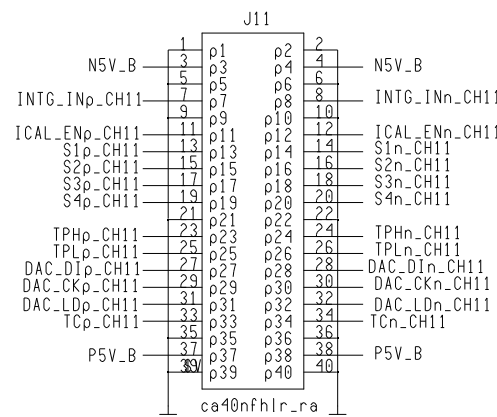 J11
1 p1 p2 2
N5V_B 3 p3 p4 4 N5V_B
5 p5 p6 6
INTG_INp_CH11 7 p7 p8 8 INTG_INn_CH11
9 p9 p10 10
ICAL_ENp_CH11 11 p11 p12 12 ICAL_ENn_CH11
S1p_CH11 13 p13 p14 14 S1n_CH11
S2p_CH11 15 p15 p16 16 S2n_CH11
S3p_CH11 17 p17 p18 18 S3n_CH11
S4p_CH11 19 p19 p20 20 S4n_CH11
21 p21 p22 22
TPHp_CH11 23 p23 p24 24 TPHn_CH11
TPLp_CH11 25 p25 p26 26 TPLn_CH11
DAC_DIp_CH11 27 p27 p28 28 DAC_DIn_CH11
DAC_CKp_CH11 29 p29 p30 30 DAC_CKn_CH11
DAC_LDp_CH11 31 p31 p32 32 DAC_LDn_CH11
TCp_CH11 33 p33 p34 34 TCn_CH11
35 p35 p36 36
P5V_B 37 p37 p38 38 P5V_B
39 p39 p40 40
ca40nfhlr_ra